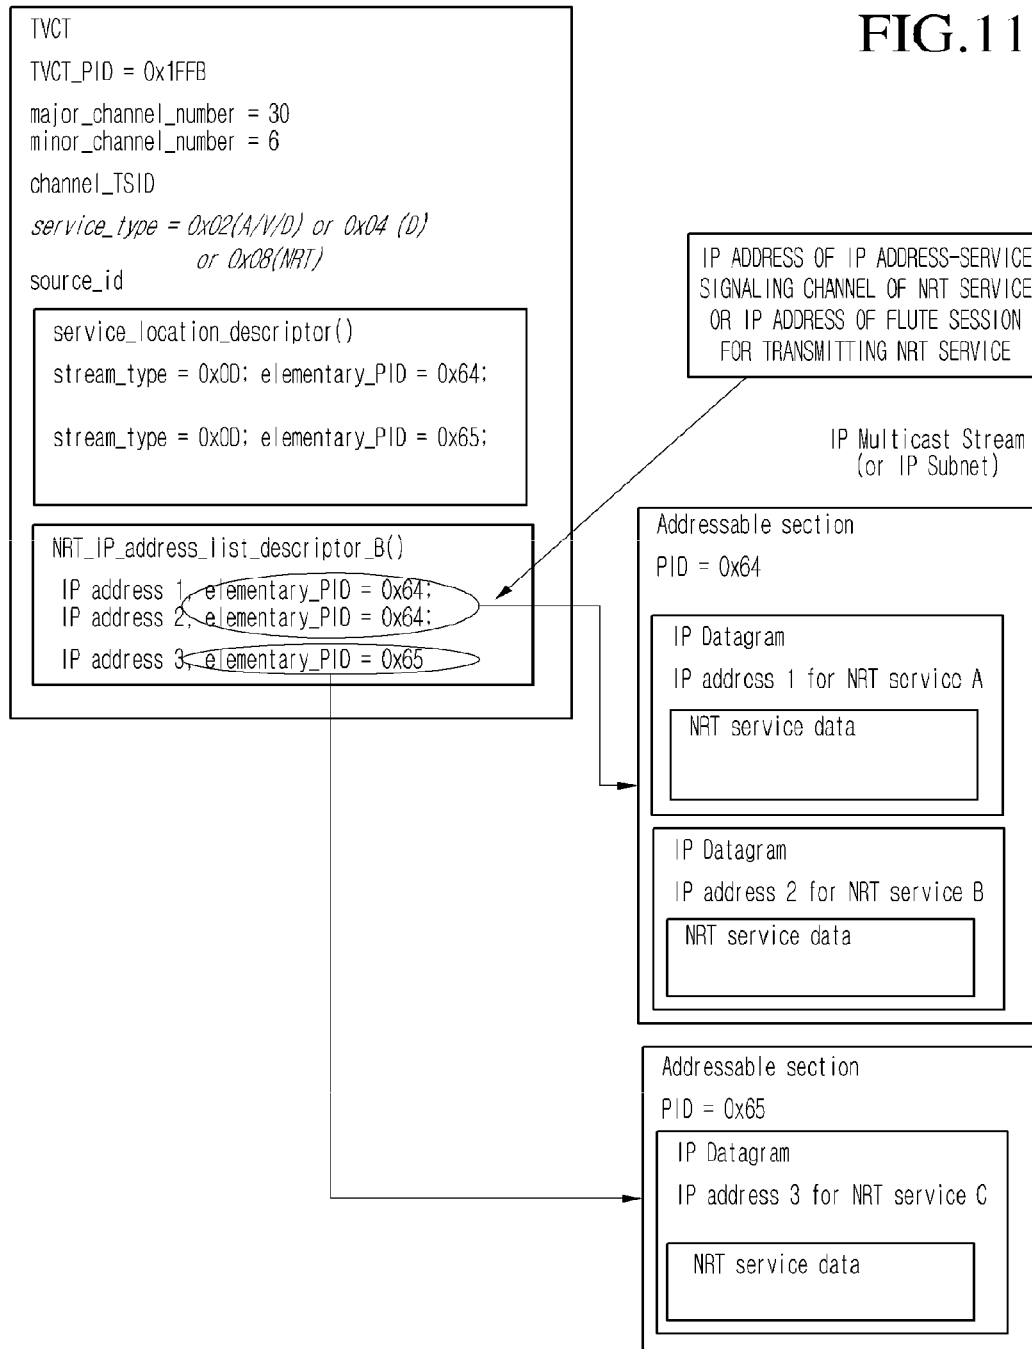 FIG.11
TVCT
TVCT_PID = 0x1FFB
major_channel_number = 30
minor_channel_number = 6
channel_TSID
service_type = 0x02(A/V/D) or 0x04 (D)
or 0x08(NRT)
source_id
service_location_descriptor()
stream_type = 0x0D; elementary_PID = 0x64;
stream_type = 0x0D; elementary_PID = 0x65;
NRT_IP_address_list_descriptor_B()
IP address 1, elementary_PID = 0x64;
IP address 2, elementary_PID = 0x64;
IP address 3, elementary_PID = 0x65
IP ADDRESS OF IP ADDRESS-SERVICE
SIGNALING CHANNEL OF NRT SERVICE
OR IP ADDRESS OF FLUTE SESSION
FOR TRANSMITTING NRT SERVICE
IP Multicast Stream
(or IP Subnet)
Addressable section
PID = 0x64
IP Datagram
IP address 1 for NRT service A
NRT service data
IP Datagram
IP address 2 for NRT service B
NRT service data
Addressable section
PID = 0x65
IP Datagram
IP address 3 for NRT service C
NRT service data